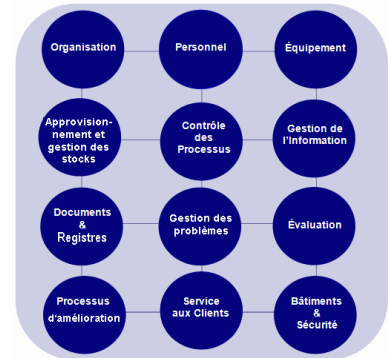 Organisation
Personnel
Équipement
Approvision-
nement et
gestion des
stocks
Contrôle
des
Processus
Gestion de
l'Information
Documents
&
Registres
Gestion des
problèmes
Évaluation
Processus
d'amélioration
Service
aux Clients
Bâtiments
&
Sécurité